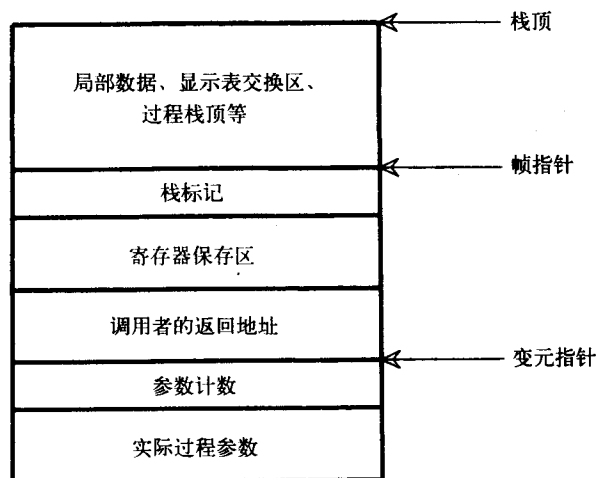 栈顶
局部数据、显示表交换区、
过程栈顶等
帧指针
栈标记
寄存器保存区
调用者的返回地址
变元指针
参数计数
实际过程参数